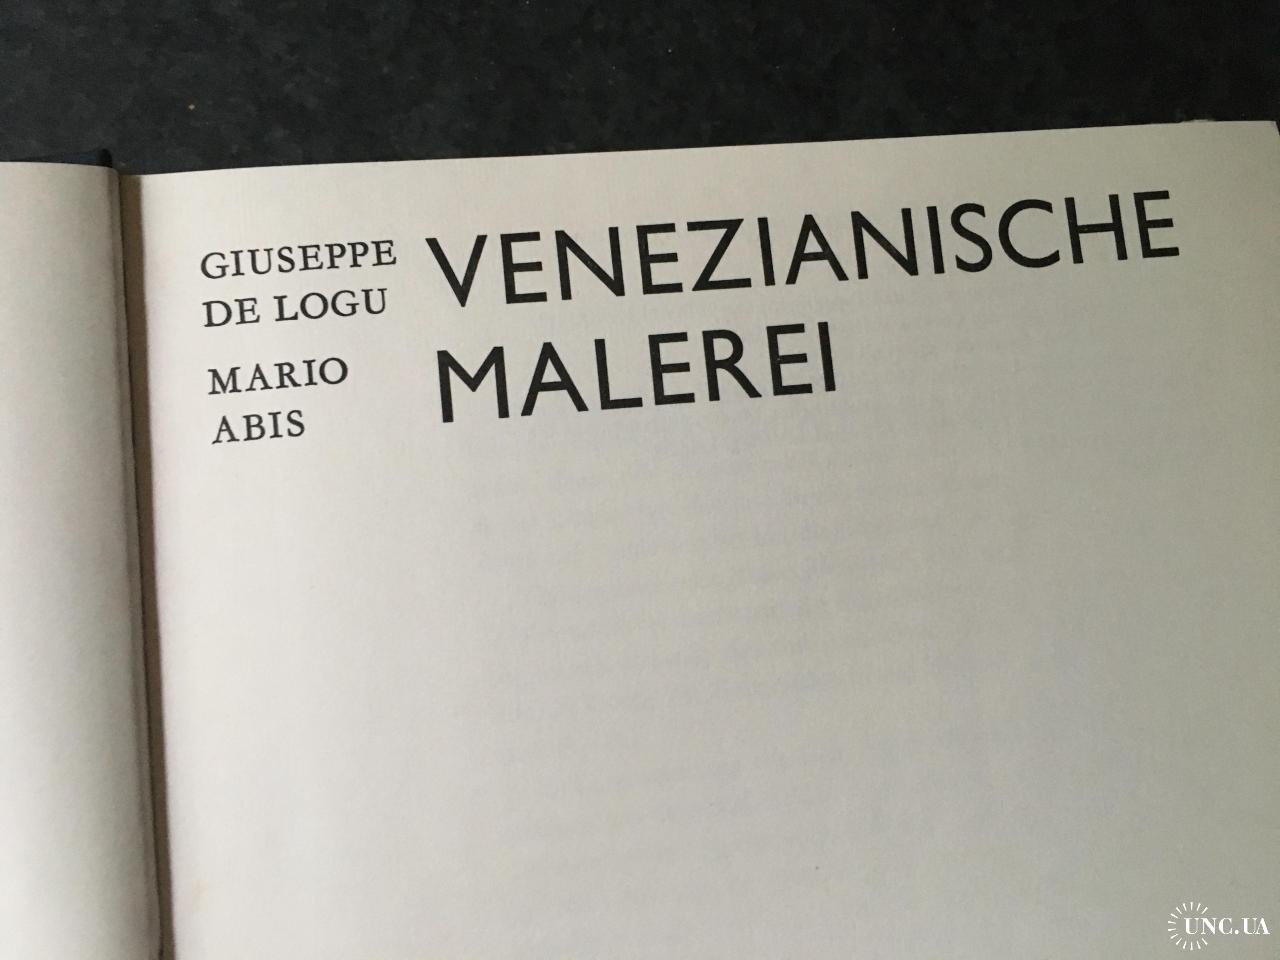 GIUSEPPE
DE LOGU
MARIO
ABIS
VENEZIANISCHE
MALEREI
UNC.UA